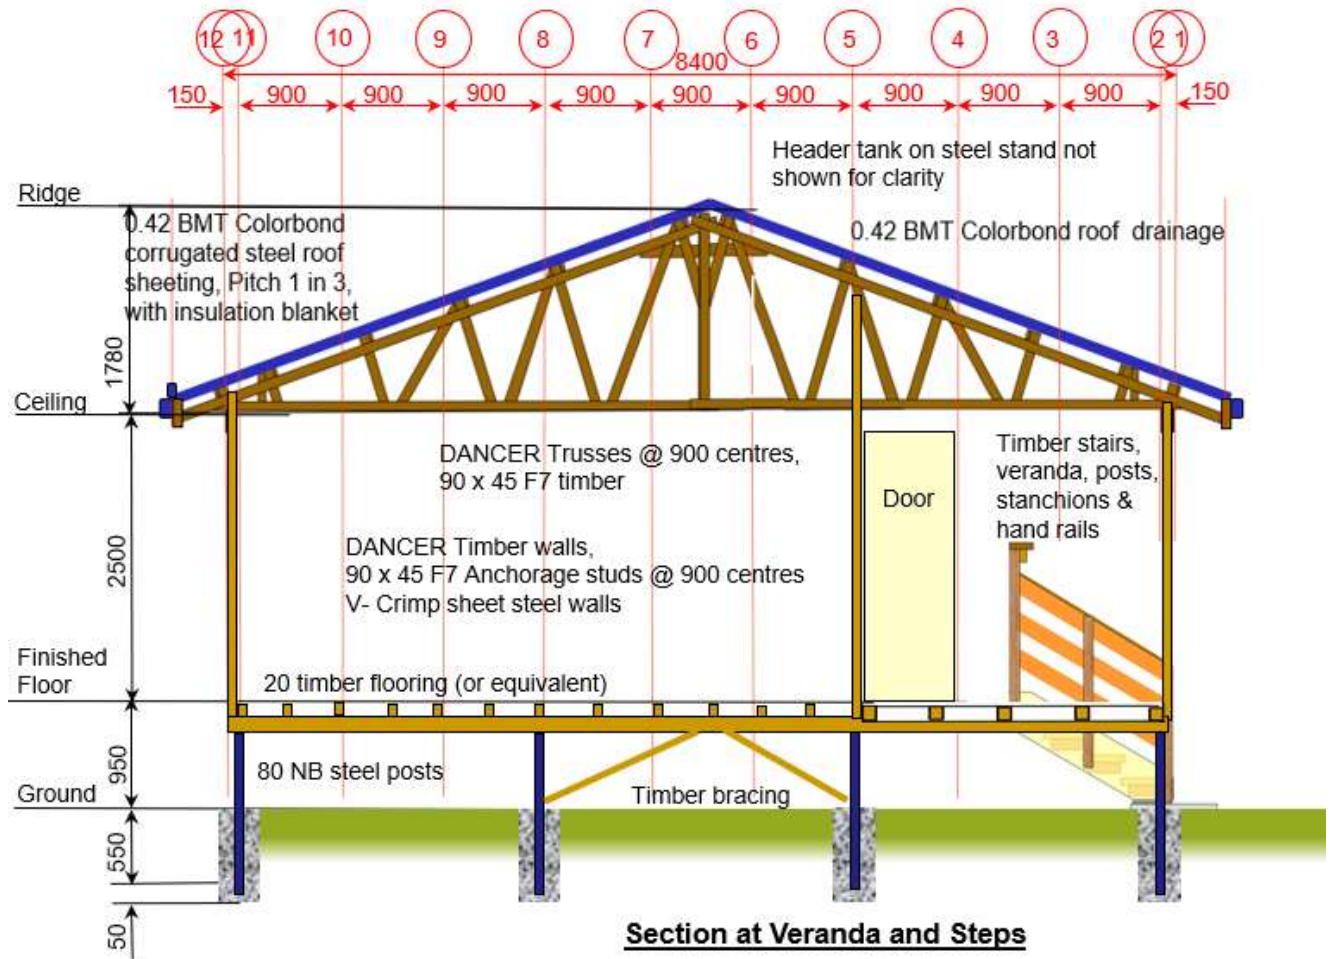 12 11 10 9 8 7 6 5 4 3 2 1
8400
150 900 900 900 900 900 900 900 900 900 150
Header tank on steel stand not
shown for clarity
Ridge
0.42 BMT Colorbond
corrugated steel roof
sheeting, Pitch 1 in 3,
with insulation blanket
0.42 BMT Colorbond roof drainage
1780
Ceiling
DANCER Trusses @ 900 centres,
90 x 45 F7 timber
Timber stairs,
veranda, posts,
stanchions &
hand rails
Door
DANCER Timber walls,
90 x 45 F7 Anchorage studs @ 900 centres
V- Crimp sheet steel walls
2500
Finished
Floor
20 timber flooring (or equivalent)
950
80 NB steel posts
Ground
Timber bracing
550
50
Section at Veranda and Steps